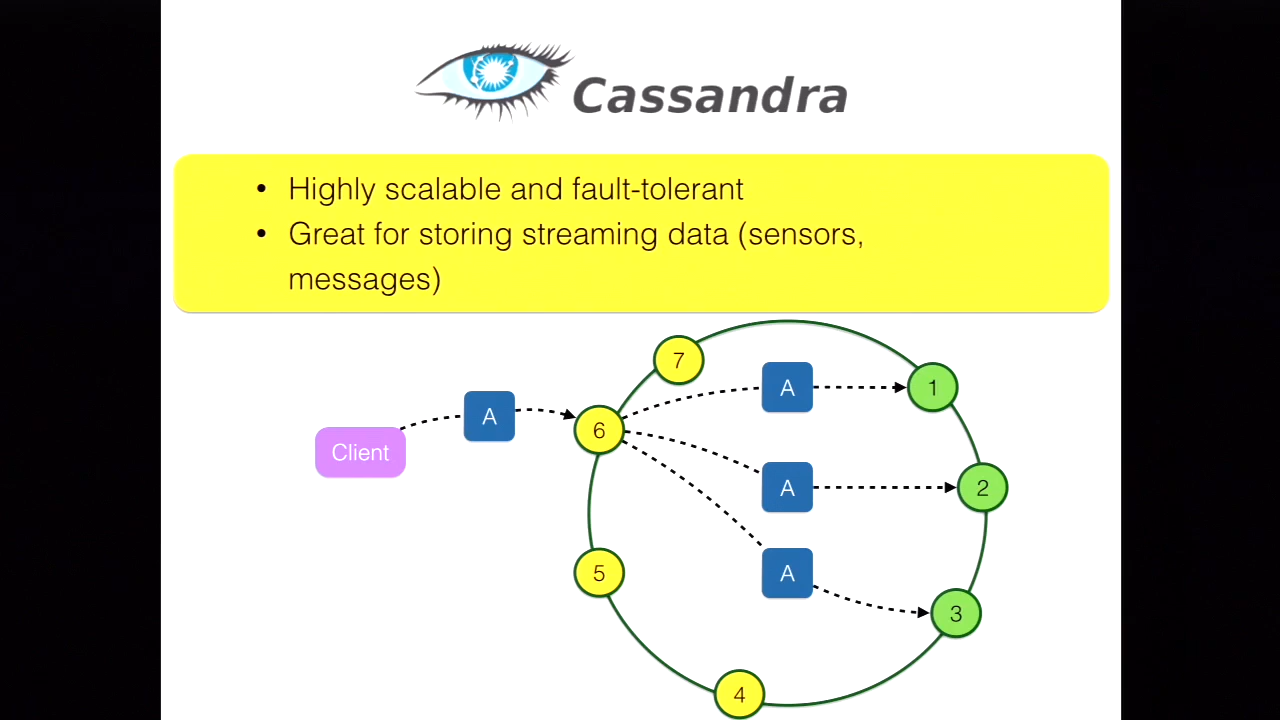 Cassandra
• Highly scalable and fault-tolerant
• Great for storing streaming data (sensors,
messages)
7
A
1
A
6
Client
A
2
5
A
3
4